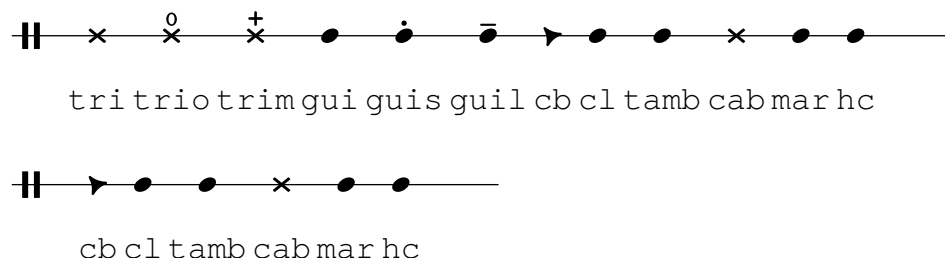 tri trio trim gui guis guil cb cl tamb cab mar hc
cb cl tamb cab mar hc